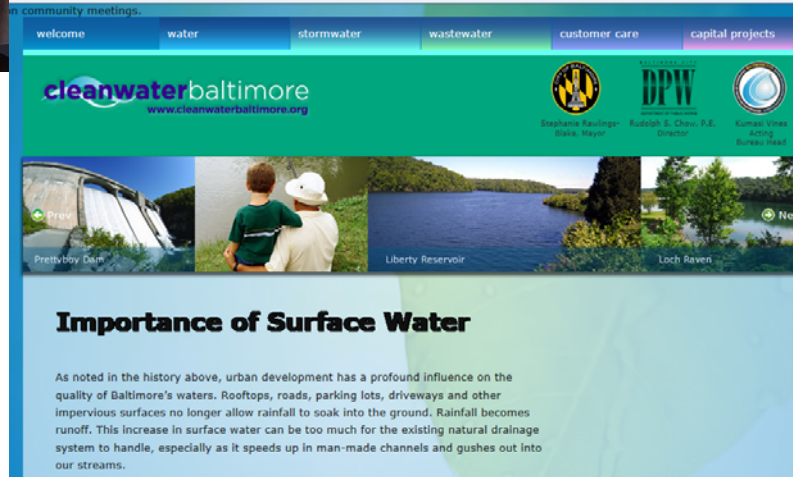 on community meetings.
welcome water stormwater wastewater customer care capital projects
cleanwaterbaltimore
www.cleanwaterbaltimore.org
DPW
Stephanie Rawlings-
Blake, Mayor
Rudolph S. Chow, P.E.
Director
Kumasi Vines
Acting
Bureau Head
Prev
Ne
Prettyboy Dam
Liberty Reservoir
Loch Raven
Importance of Surface Water
As noted in the history above, urban development has a profound influence on the
quality of Baltimore's waters. Rooftops, roads, parking lots, driveways and other
impervious surfaces no longer allow rainfall to soak into the ground. Rainfall becomes
runoff. This increase in surface water can be too much for the existing natural drainage
system to handle, especially as it speeds up in man-made channels and gushes out into
our streams.